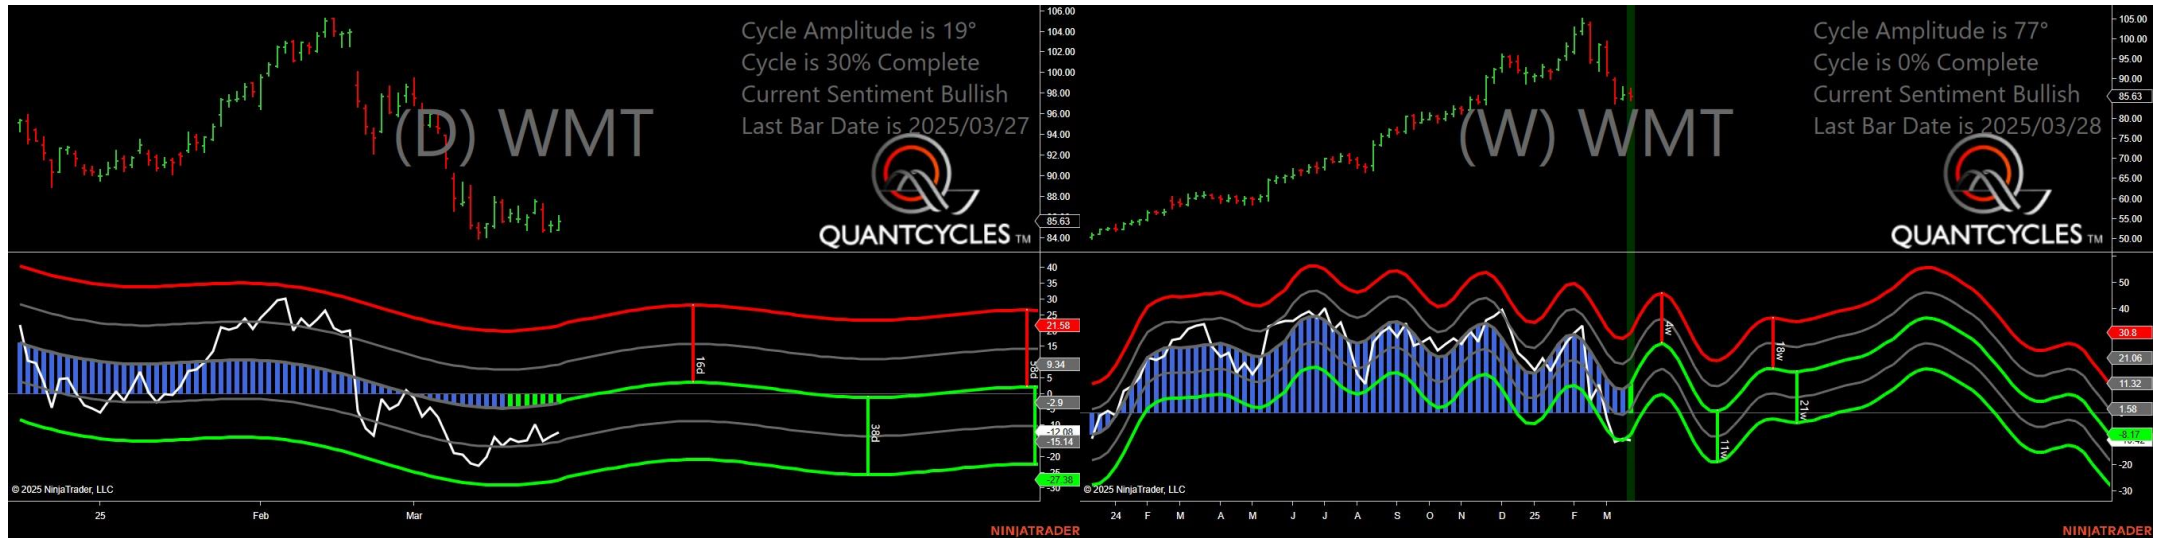 Cycle Amplitude is 19°
Cycle is 30% Complete
Current Sentiment Bullish
Last Bar Date is 2025/03/27
(D) WMT
QUANTCYCLES TM
106.00
104.00
102.00
100.00
98.00
96.00
94.00
92.00
90.00
88.00
85.63
84.00
40
35
30
25
21.58
15
9.34
5
-2.9
-12.08
-15.14
-20
-27.38
-30
16d
38d
© 2025 NinjaTrader, LLC
25
Feb
Mar
NINJATRADER
Cycle Amplitude is 77°
Cycle is 0% Complete
Current Sentiment Bullish
Last Bar Date is 2025/03/28
(W) WMT
QUANTCYCLES TM
105.00
100.00
95.00
90.00
85.63
80.00
75.00
70.00
65.00
60.00
55.00
50.00
50
40
30.8
21.06
11.32
1.58
-8.17
-20
-30
4w
18w
21w
11w
© 2025 NinjaTrader, LLC
24 F M A M J J A S O N D 25 F M
NINJATRADER